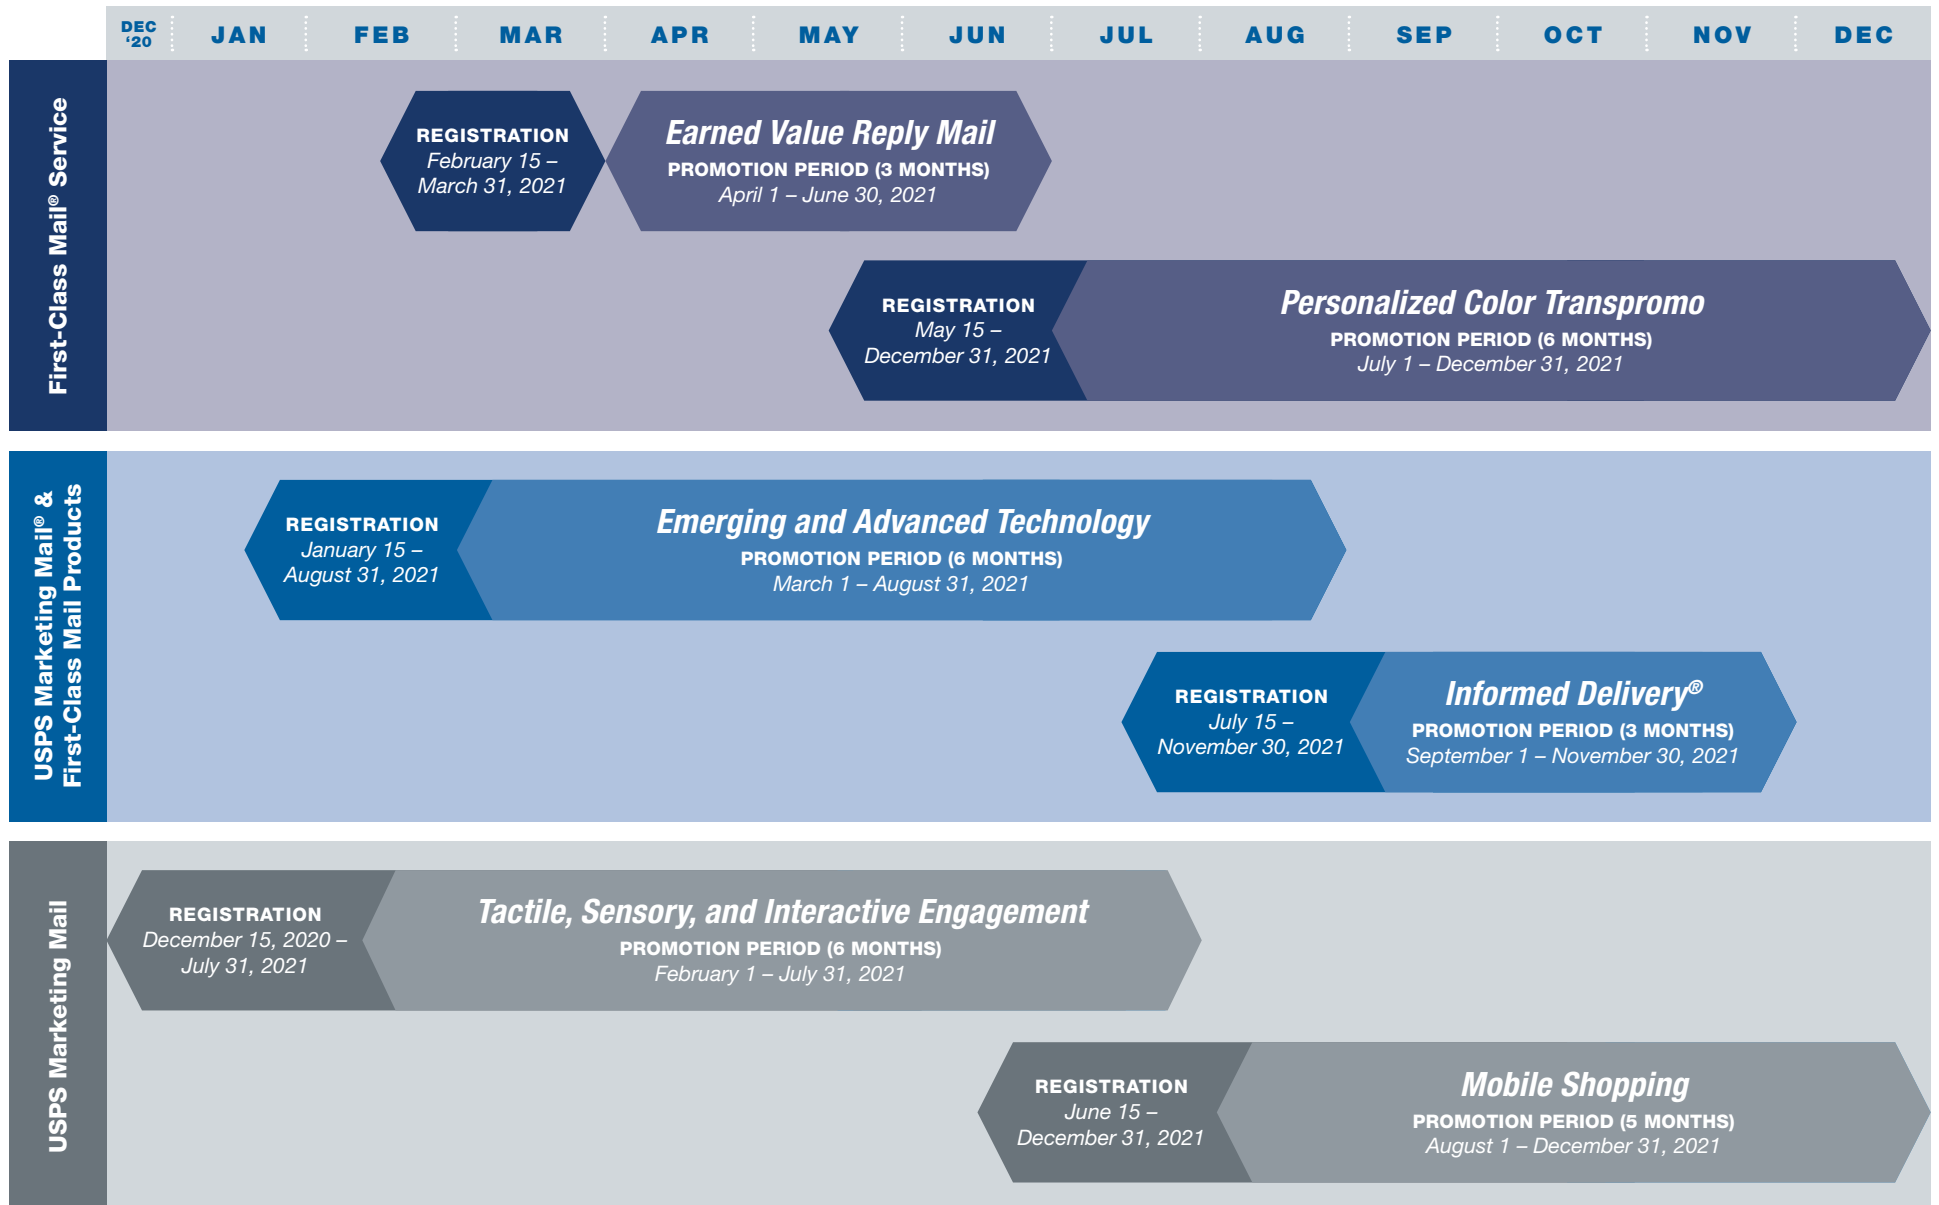 DEC
‘20
JAN
FEB
MAR
APR
MAY
JUN
JUL
AUG
SEP
OCT
NOV
DEC
First-Class Mail® Service
REGISTRATION
February 15 –
March 31, 2021
Earned Value Reply Mail
PROMOTION PERIOD (3 MONTHS)
April 1 – June 30, 2021
REGISTRATION
May 15 –
December 31, 2021
Personalized Color Transpromo
PROMOTION PERIOD (6 MONTHS)
July 1 – December 31, 2021
USPS Marketing Mail® &
First-Class Mail Products
REGISTRATION
January 15 –
August 31, 2021
Emerging and Advanced Technology
PROMOTION PERIOD (6 MONTHS)
March 1 – August 31, 2021
REGISTRATION
July 15 –
November 30, 2021
Informed Delivery®
PROMOTION PERIOD (3 MONTHS)
September 1 – November 30, 2021
USPS Marketing Mail
REGISTRATION
December 15, 2020 –
July 31, 2021
Tactile, Sensory, and Interactive Engagement
PROMOTION PERIOD (6 MONTHS)
February 1 – July 31, 2021
REGISTRATION
June 15 –
December 31, 2021
Mobile Shopping
PROMOTION PERIOD (5 MONTHS)
August 1 – December 31, 2021